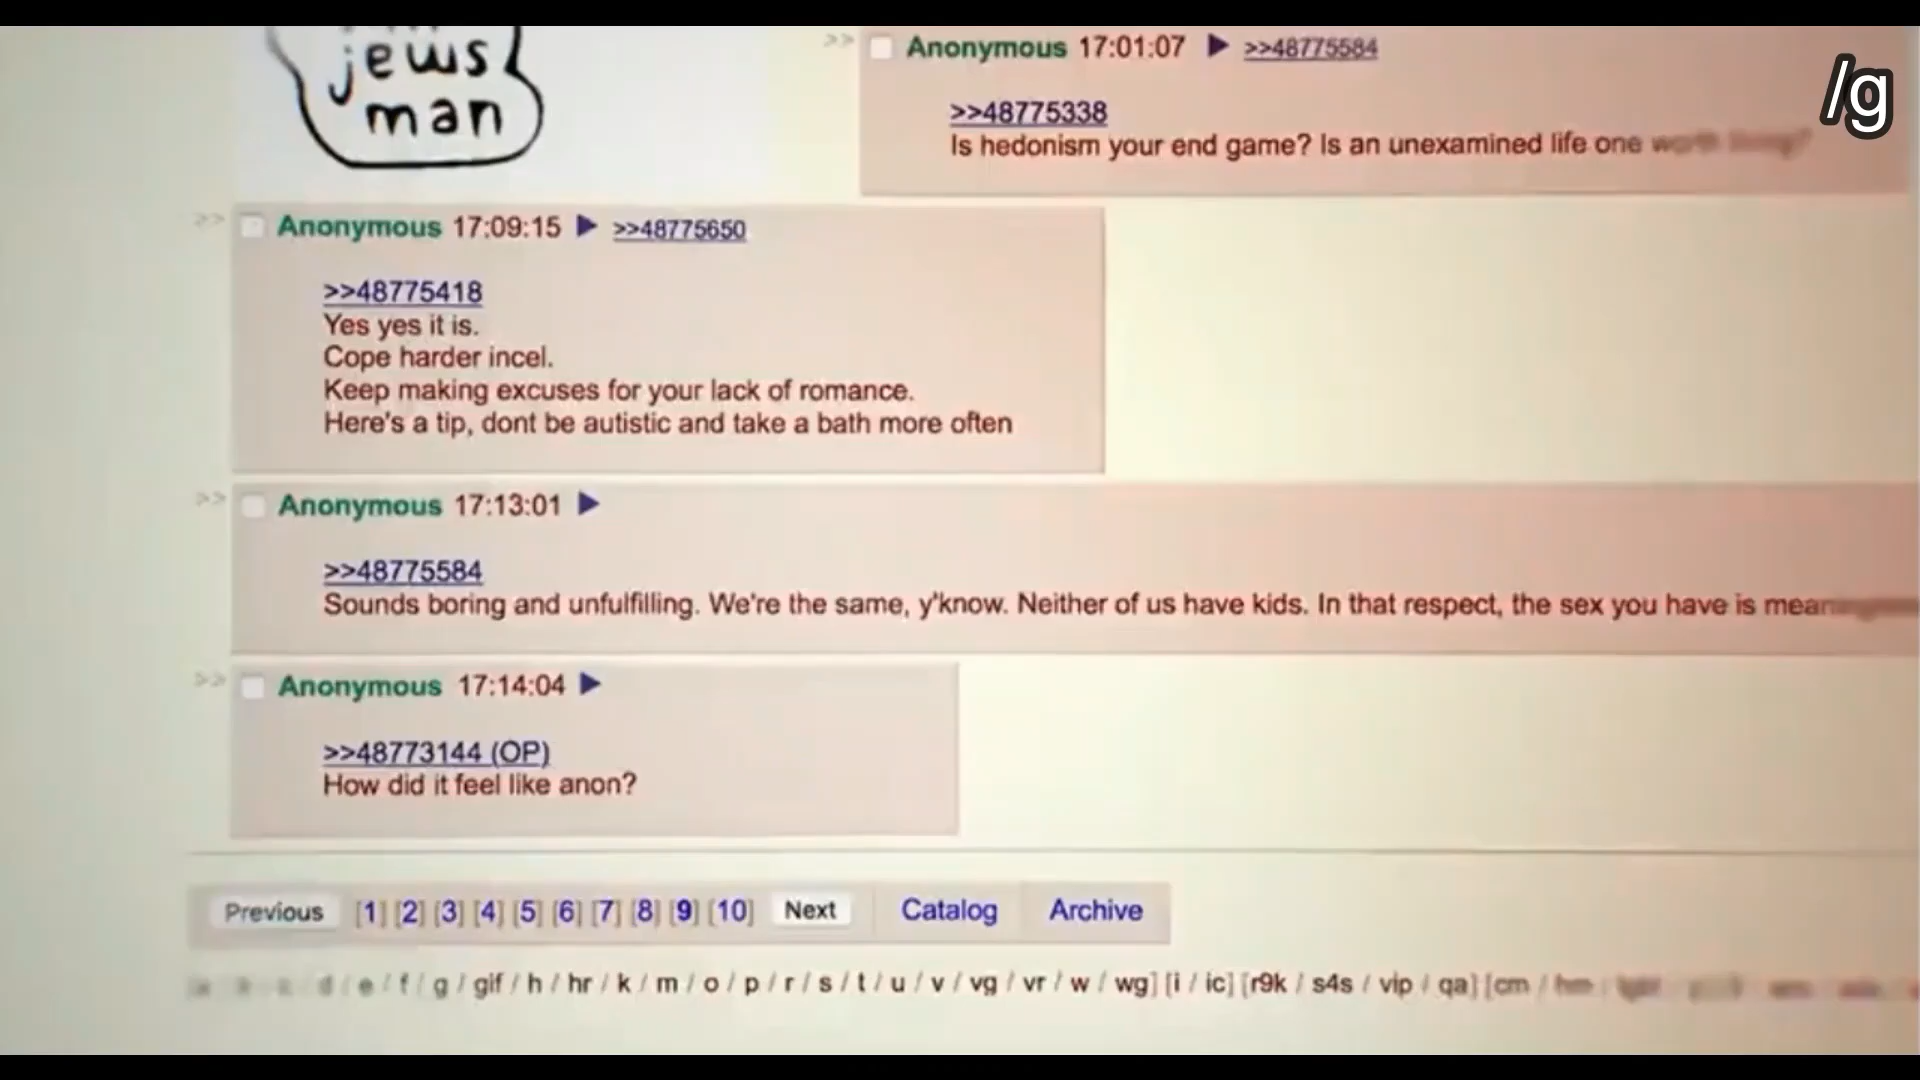 jews
man
Anonymous 17:01:07 ▶ >>48775584
/g
>>48775338
Is hedonism your end game? Is an unexamined life one worth living?
>> Anonymous 17:09:15 ▶ >>48775650
>>48775418
Yes yes it is.
Cope harder incel.
Keep making excuses for your lack of romance.
Here's a tip, dont be autistic and take a bath more often
>> Anonymous 17:13:01 ▶
>>48775584
Sounds boring and unfulfilling. We're the same, y'know. Neither of us have kids. In that respect, the sex you have is
>> Anonymous 17:14:04 ▶
>>48773144 (OP)
How did it feel like anon?
Previous [1] [2] [3] [4] [5] [6] [7] [8] [9] [10] Next Catalog Archive
d / e / f / g / gif / h / hr / k / m / o / p / r / s / t / u / v / vg / vr / w / wg] [i / ic] [r9k / s4s / vip / qa] [cm / hm